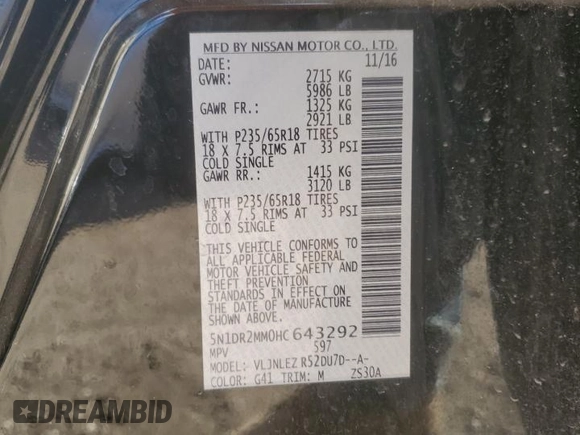 MFD BY NISSAN MOTOR CO., LTD.
DATE: 11/16
GVWR: 2715 KG
5986 LB
GAWR FR.: 1325 KG
2921 LB
WITH P235/65R18 TIRES
18 X 7.5 RIMS AT 33 PSI
COLD SINGLE
GAWR RR.: 1415 KG
3120 LB
WITH P235/65R18 TIRES
18 X 7.5 RIMS AT 33 PSI
COLD SINGLE
THIS VEHICLE CONFORMS TO
ALL APPLICABLE FEDERAL
MOTOR VEHICLE SAFETY AND
THEFT PREVENTION
STANDARDS IN EFFECT ON
THE DATE OF MANUFACTURE
5N1DR2MM0HC 643292
MPV S97
MODEL: VLJNLEZ R52DU7D--A-
COLOR: G41 TRIM: M ZS30A
DREAMBID